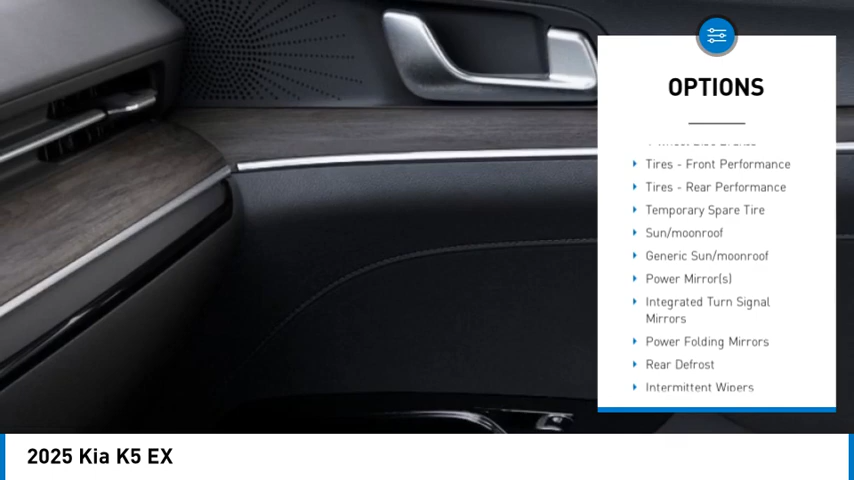 OPTIONS
Tires - Front Performance
Tires - Rear Performance
Temporary Spare Tire
Sun/moonroof
Generic Sun/moonroof
Power Mirror(s)
Integrated Turn Signal
Mirrors
Power Folding Mirrors
Rear Defrost
Intermittent Wipers
2025 Kia K5 EX